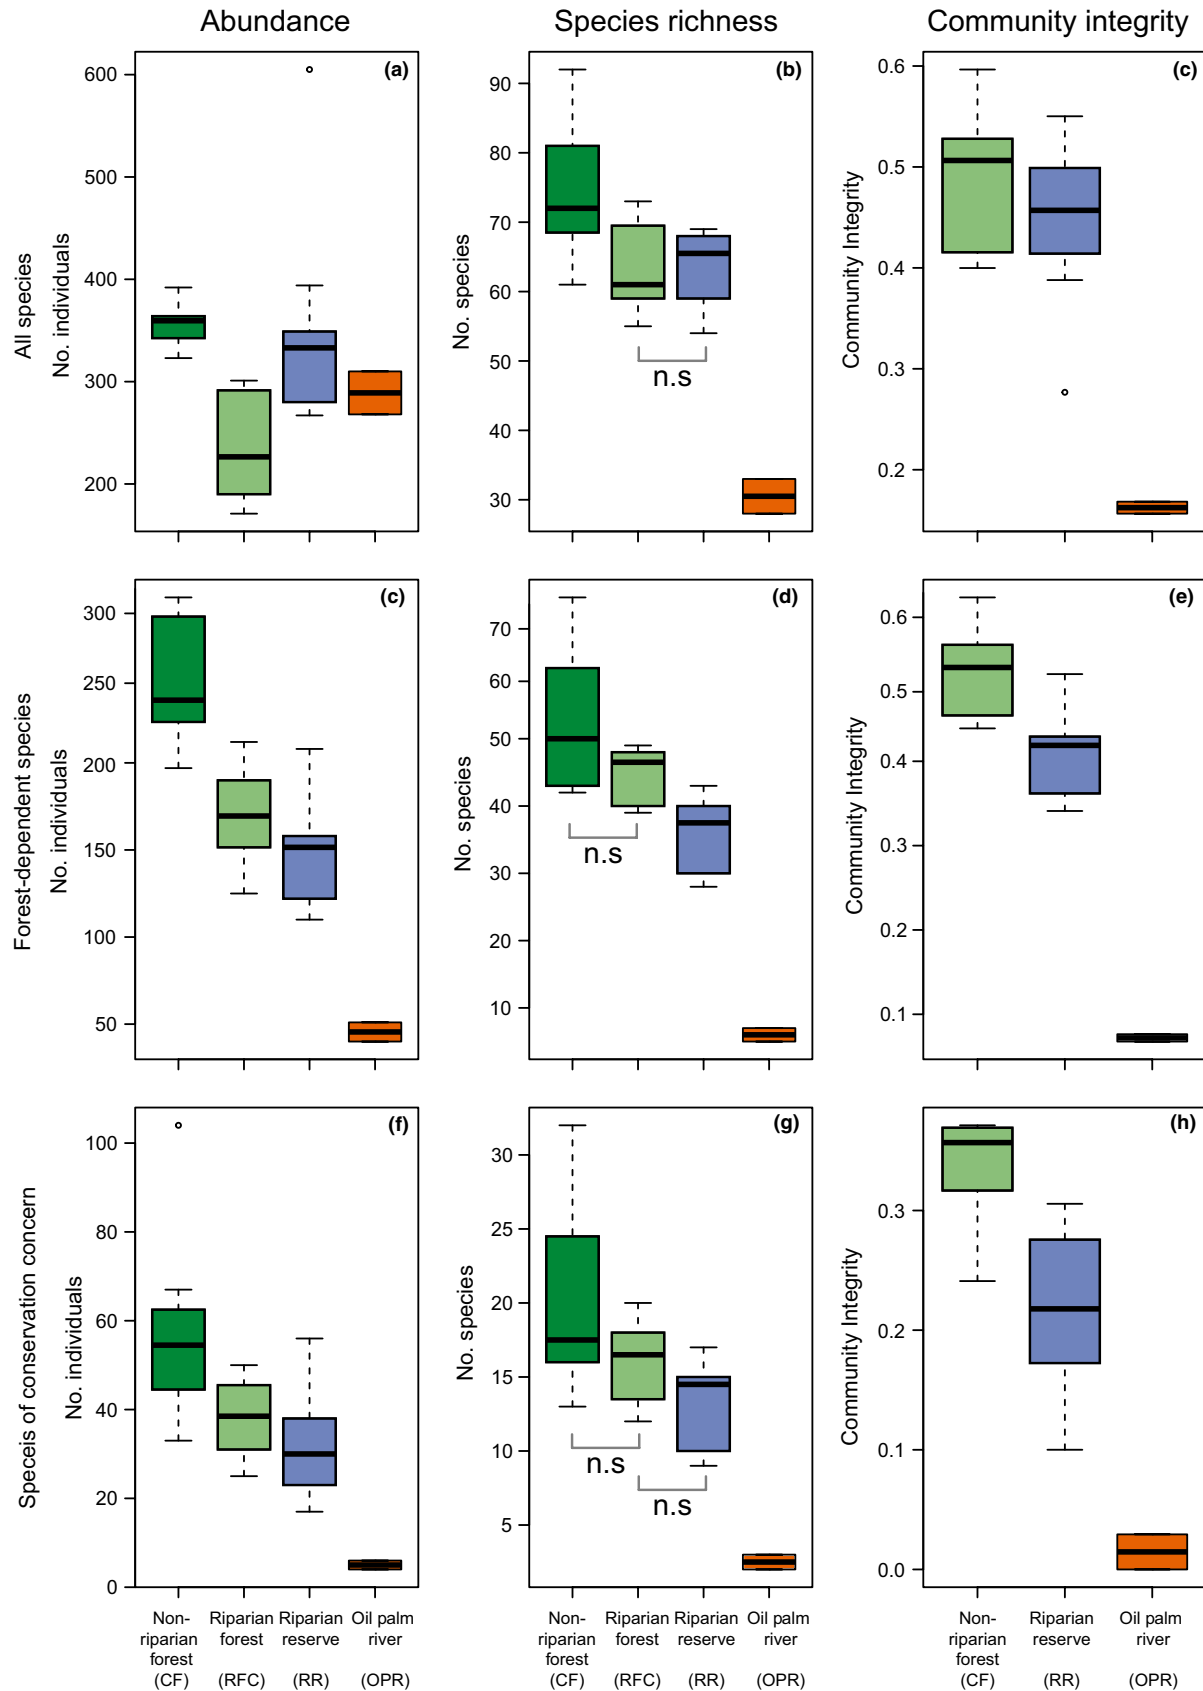 Abundance
Species richness
Community integrity
All species
No. individuals
600
500
400
300
200
(a)
No. species
90
80
70
60
50
40
30
(b)
n.s
Community Integrity
0.6
0.5
0.4
0.3
0.2
(c)
Forest-dependent species
No. individuals
300
250
200
150
100
50
(c)
No. species
70
60
50
40
30
20
10
(d)
n.s
Community Integrity
0.6
0.5
0.4
0.3
0.2
0.1
(e)
Speceis of conservation concern
No. individuals
100
80
60
40
20
0
(f)
No. species
30
25
20
15
10
5
(g)
n.s
n.s
Community Integrity
0.3
0.2
0.1
0.0
(h)
Non-
riparian
forest
(CF)
Riparian
forest
(RFC)
Riparian
reserve
(RR)
Oil palm
river
(OPR)
Non-
riparian
forest
(CF)
Riparian
forest
(RFC)
Riparian
reserve
(RR)
Oil palm
river
(OPR)
Non-
riparian
forest
(CF)
Riparian
reserve
(RR)
Oil palm
river
(OPR)